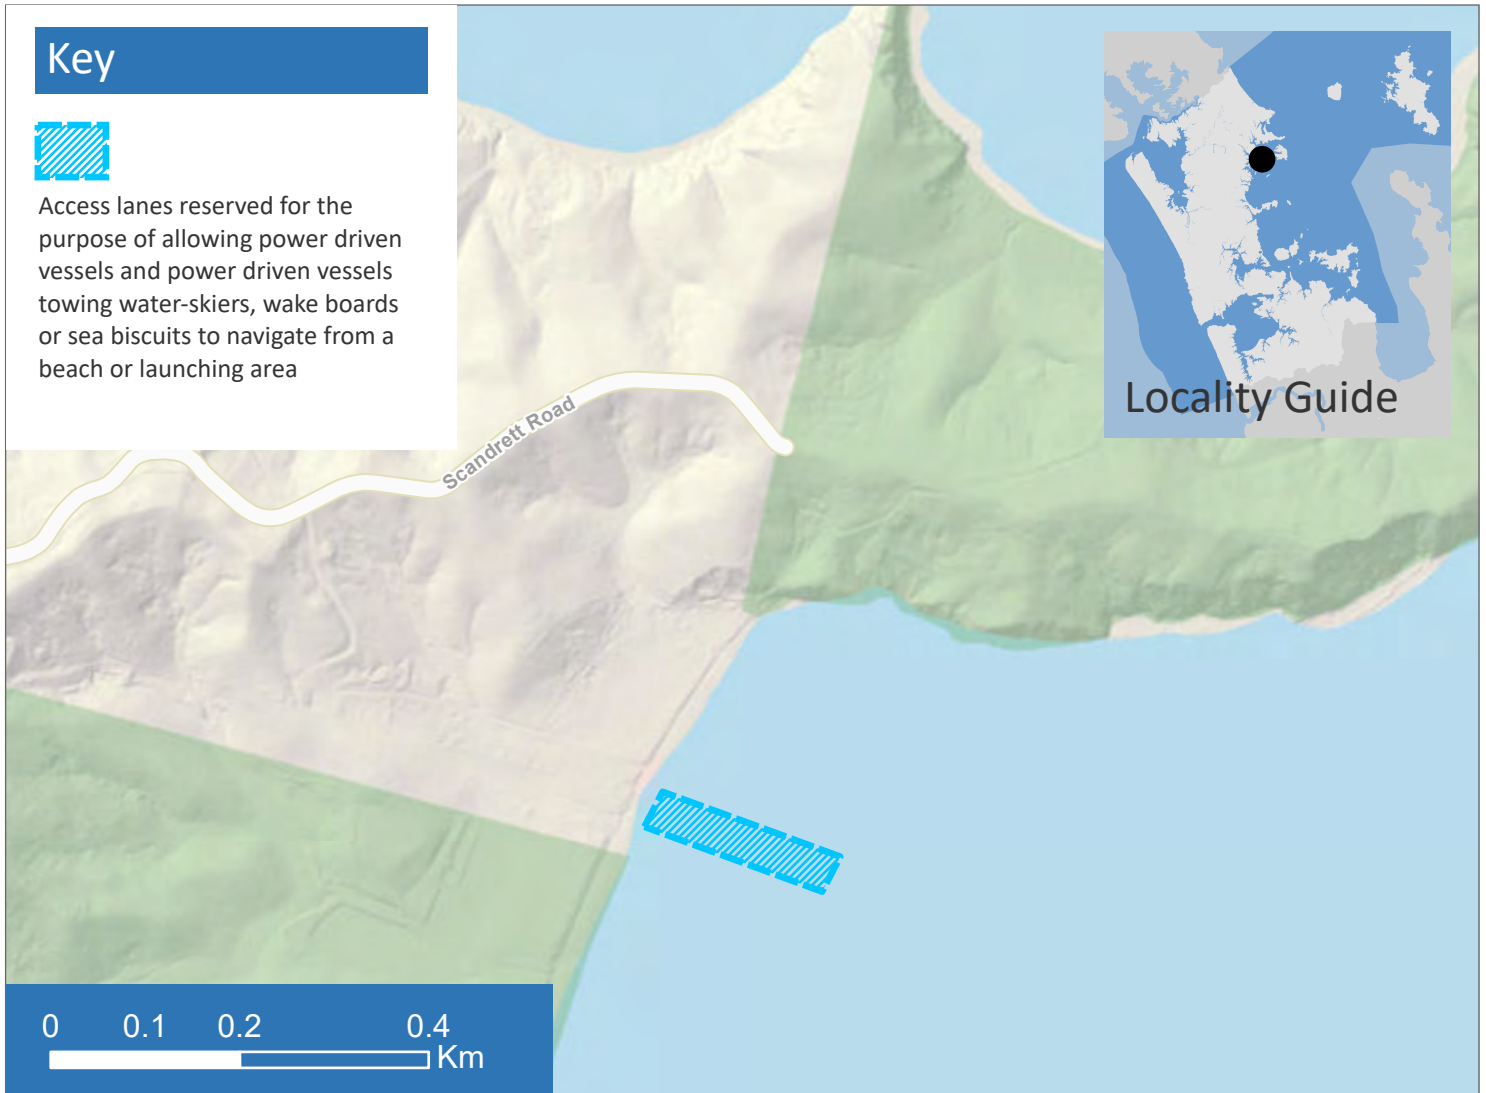 Key
Access lanes reserved for the
purpose of allowing power driven
vessels and power driven vessels
towing water-skiers, wake boards
or sea biscuits to navigate from a
beach or launching area
Locality Guide
Scandrett Road
0 0.1 0.2 0.4
Km